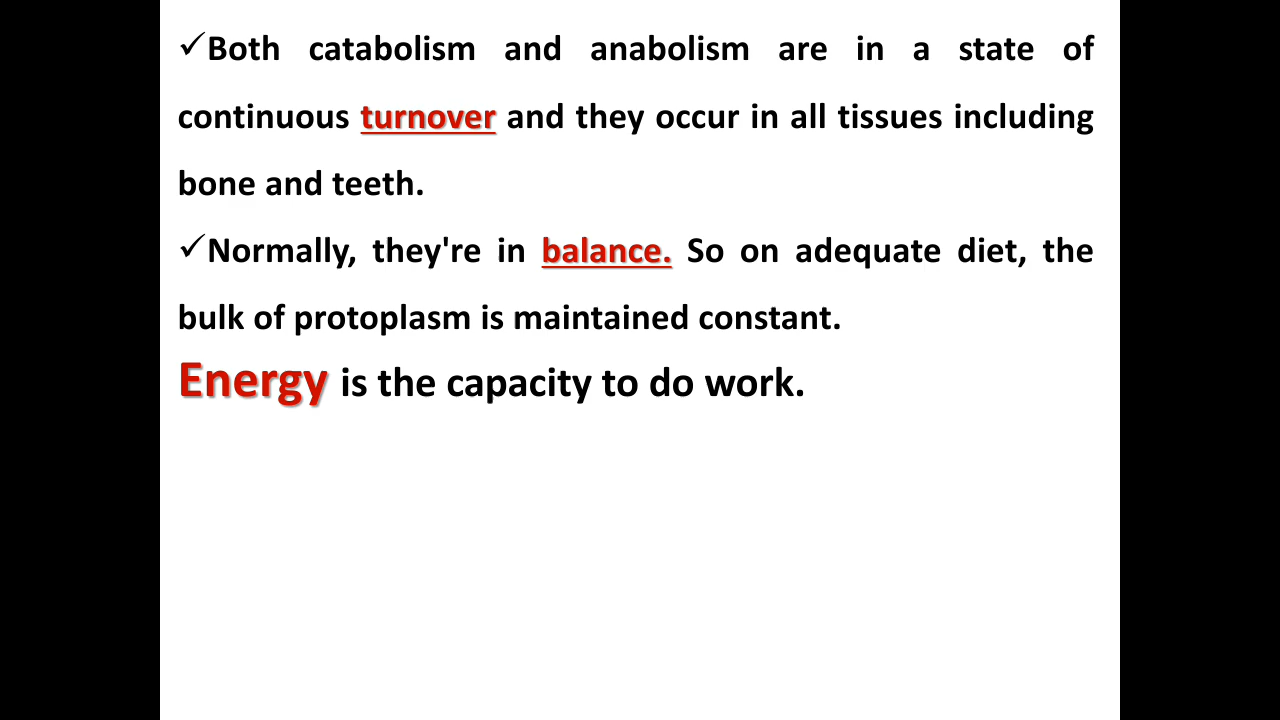 ✓Both catabolism and anabolism are in a state of
continuous turnover and they occur in all tissues including
bone and teeth.
✓Normally, they're in balance. So on adequate diet, the
bulk of protoplasm is maintained constant.
Energy is the capacity to do work.